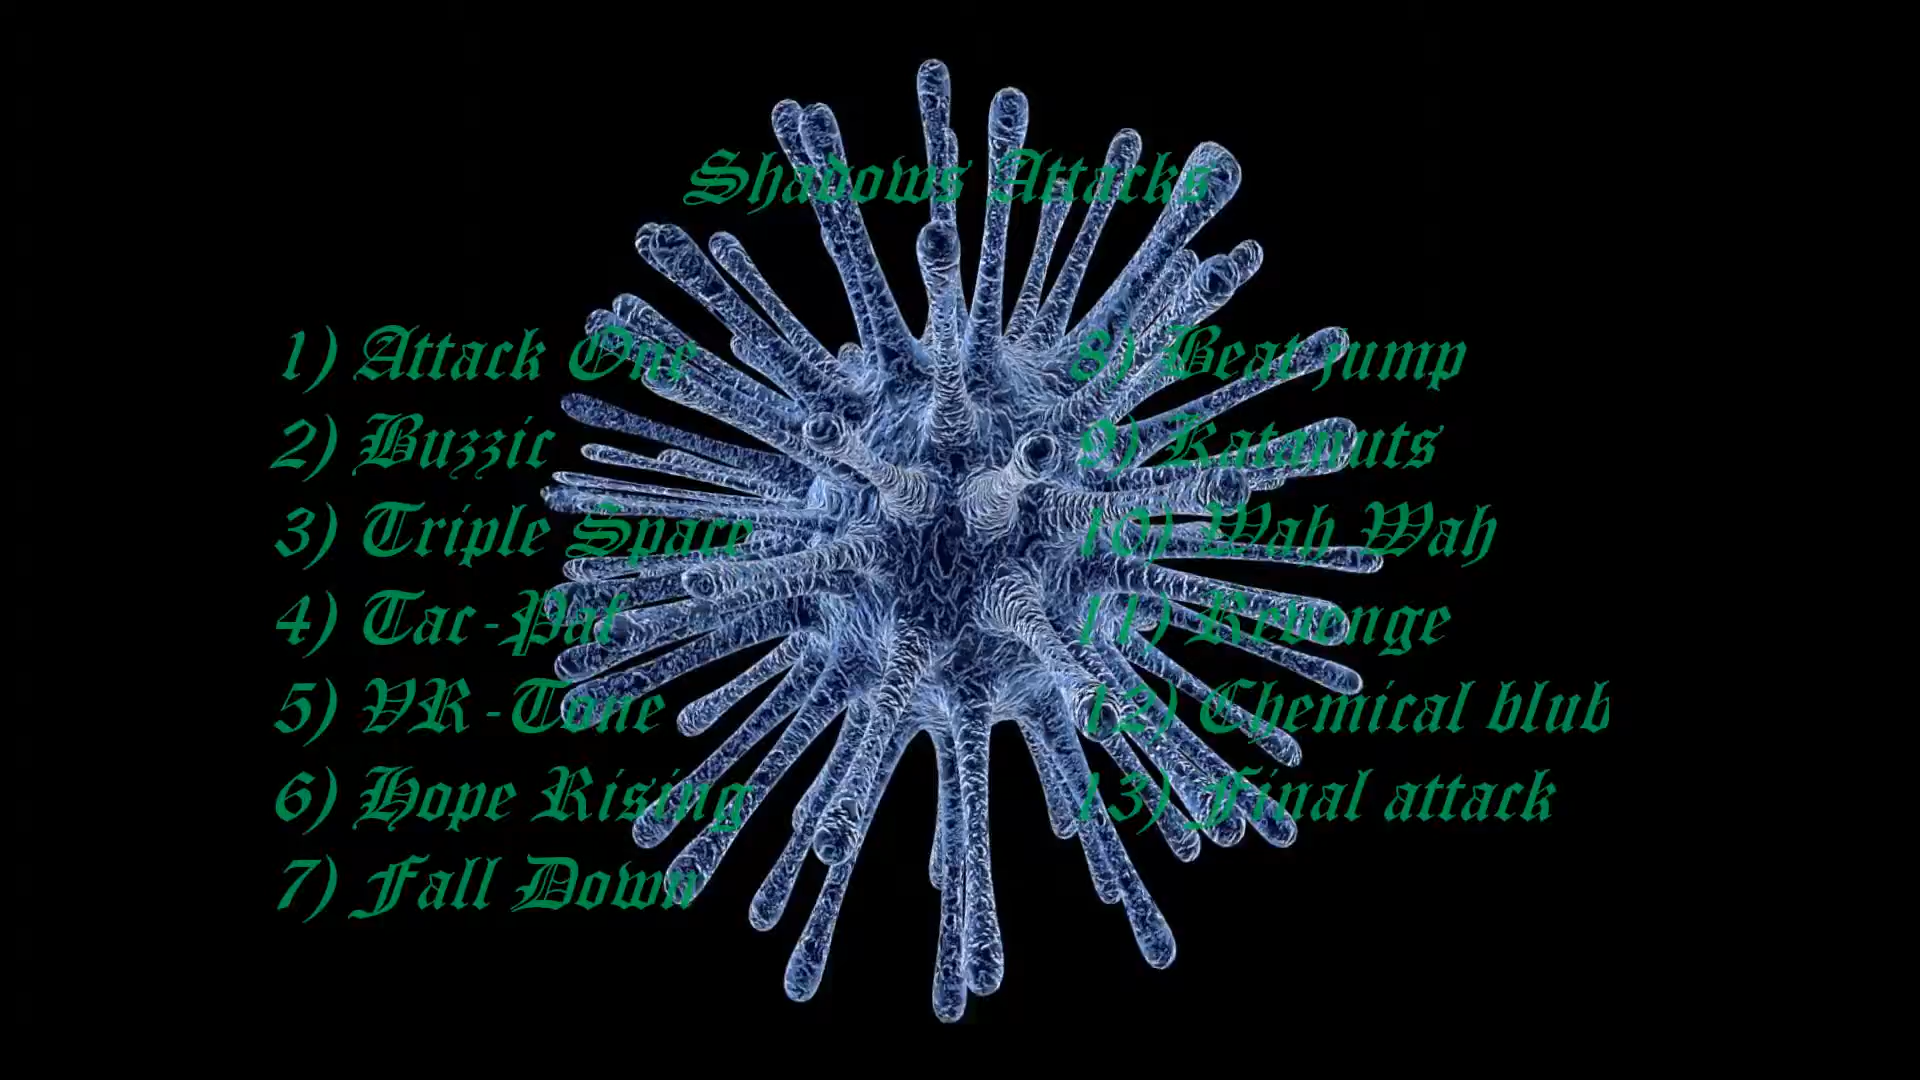 Shadows Attacks
1) Attack One
2) Buzzic
3) Triple Space
4) Tac-Paf
5) VR-Tone
6) Hope Rising
7) Fall Down
8) Beat jump
9) Katanuts
10) Wah Wah
11) Revenge
12) Chemical blub
13) Final attack